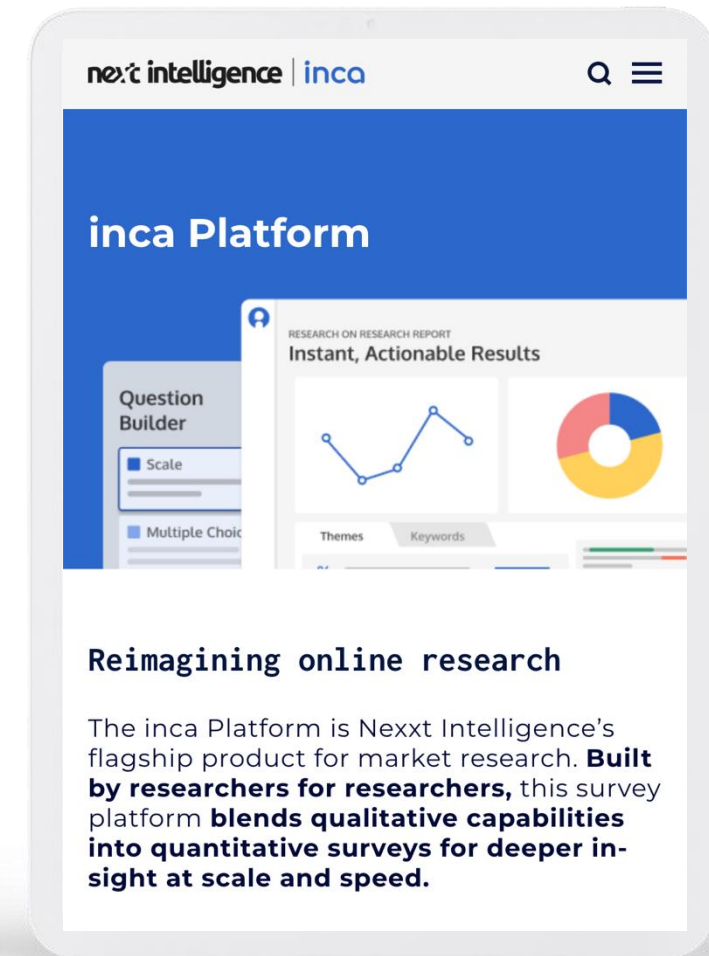 nexxt intelligence | inca
inca Platform
RESEARCH ON RESEARCH REPORT
Instant, Actionable Results
Question
Builder
Scale
Multiple Choic
Themes
Keywords
Reimagining online research
The inca Platform is Nexxt Intelligence’s
flagship product for market research. Built
by researchers for researchers, this survey
platform blends qualitative capabilities
into quantitative surveys for deeper in-
sight at scale and speed.